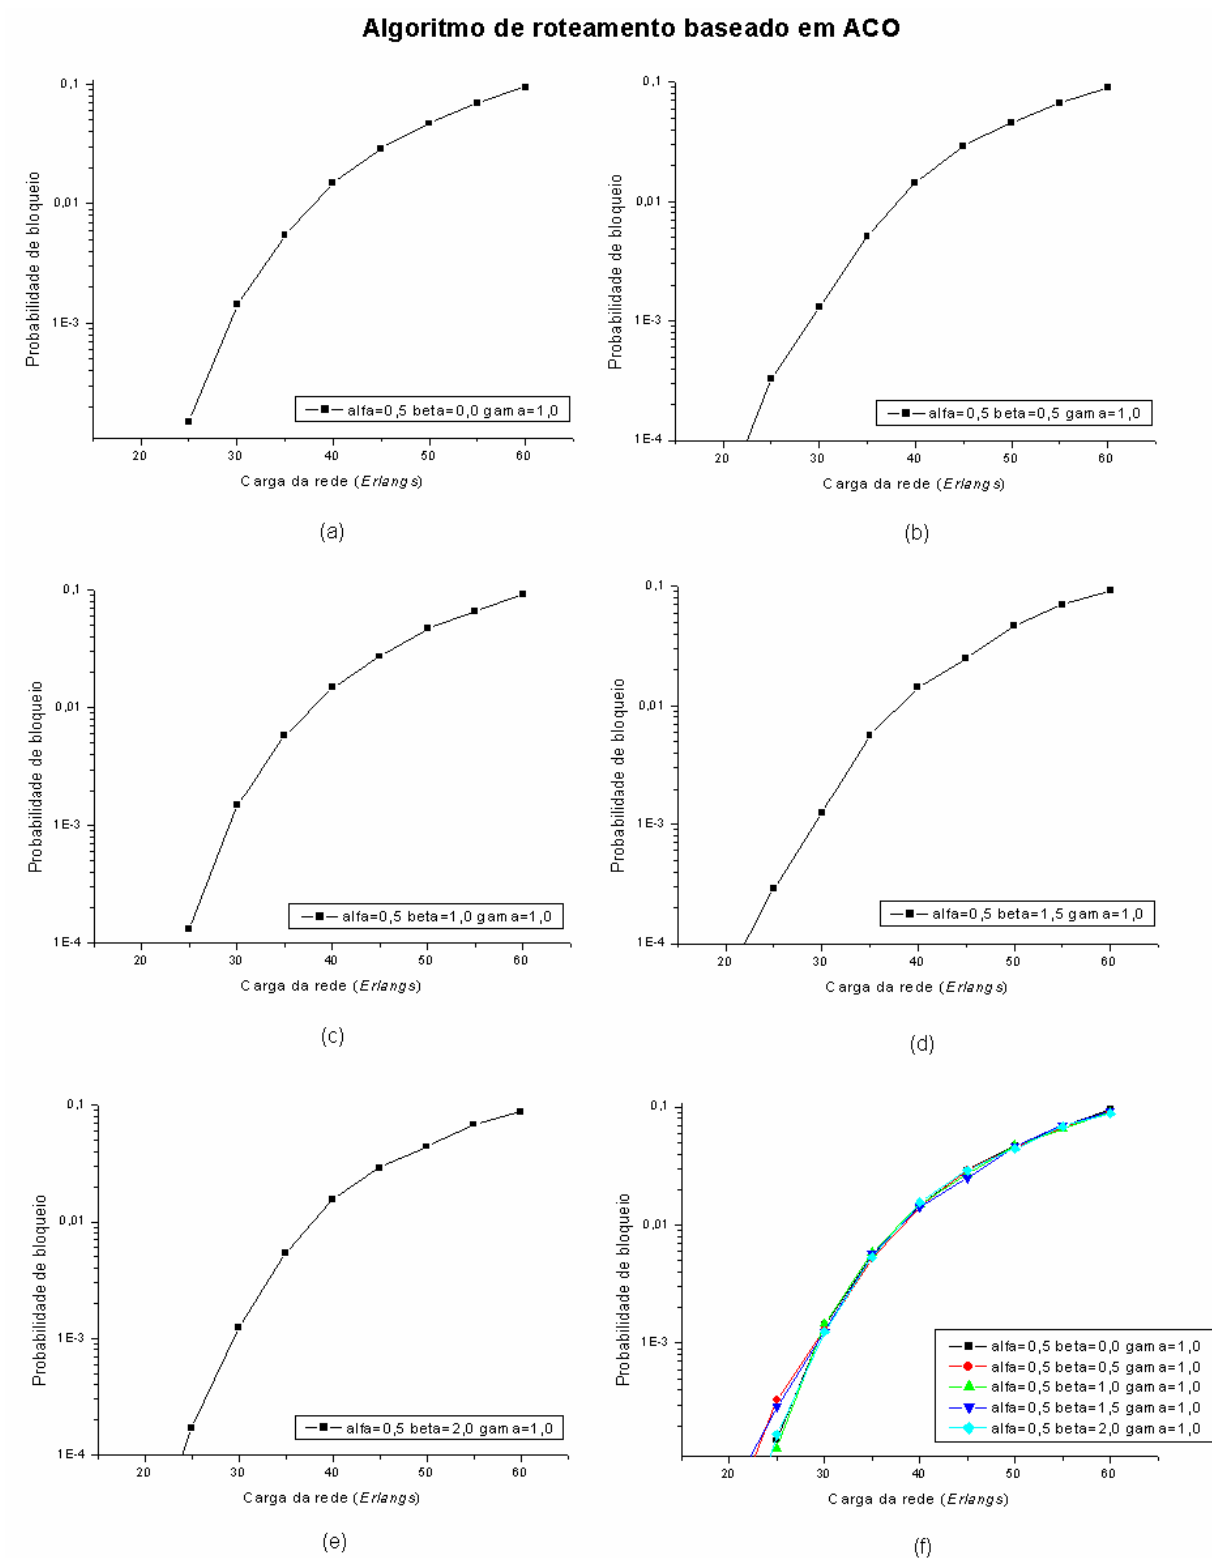 Algoritmo de roteamento baseado em ACO
0,1
0,01
1E-3
Probabilidade de bloqueio
alfa=0,5 beta=0,0 gama=1,0
20 30 40 50 60
Carga da rede (Erlangs)
(a)
0,1
0,01
1E-3
1E-4
Probabilidade de bloqueio
alfa=0,5 beta=0,5 gama=1,0
20 30 40 50 60
Carga da rede (Erlangs)
(b)
0,1
0,01
1E-3
1E-4
Probabilidade de bloqueio
alfa=0,5 beta=1,0 gama=1,0
20 30 40 50 60
Carga da rede (Erlangs)
(c)
0,1
0,01
1E-3
1E-4
Probabilidade de bloqueio
alfa=0,5 beta=1,5 gama=1,0
20 30 40 50 60
Carga da rede (Erlangs)
(d)
0,1
0,01
1E-3
1E-4
Probabilidade de bloqueio
alfa=0,5 beta=2,0 gama=1,0
20 30 40 50 60
Carga da rede (Erlangs)
(e)
0,1
0,01
1E-3
Probabilidade de bloqueio
alfa=0,5 beta=0,0 gama=1,0
alfa=0,5 beta=0,5 gama=1,0
alfa=0,5 beta=1,0 gama=1,0
alfa=0,5 beta=1,5 gama=1,0
alfa=0,5 beta=2,0 gama=1,0
20 30 40 50 60
Carga da rede (Erlangs)
(f)